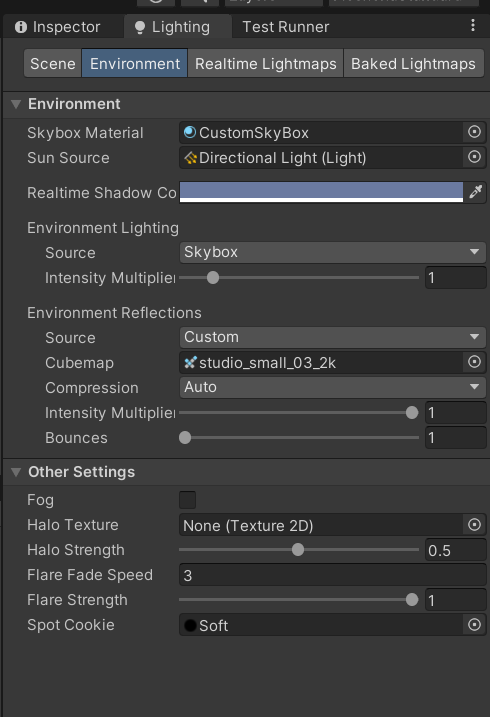 Inspector
Lighting
Test Runner
Scene
Environment
Realtime Lightmaps
Baked Lightmaps
Environment
Skybox Material
CustomSkyBox
Sun Source
Directional Light (Light)
Realtime Shadow Co
Environment Lighting
Source
Skybox
Intensity Multiplier
1
Environment Reflections
Source
Custom
Cubemap
studio_small_03_2k
Compression
Auto
Intensity Multiplier
1
Bounces
1
Other Settings
Fog
Halo Texture
None (Texture 2D)
Halo Strength
0.5
Flare Fade Speed
3
Flare Strength
1
Spot Cookie
Soft